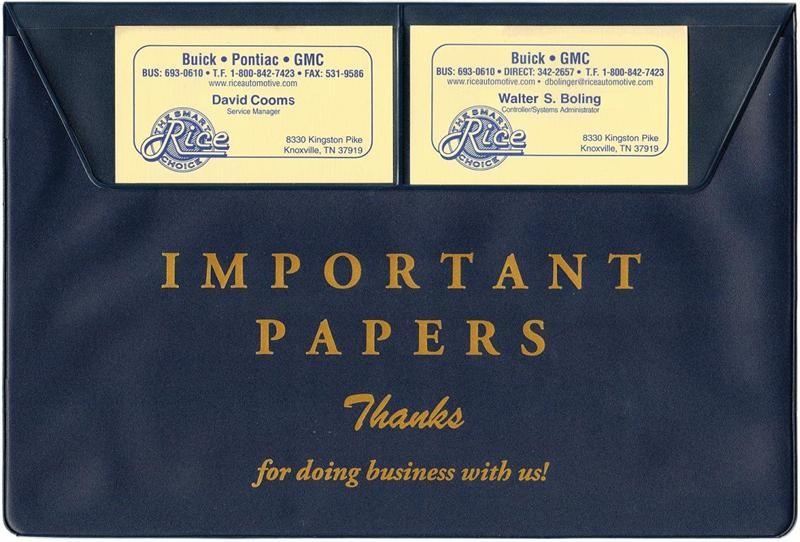 Buick • Pontiac • GMC
BUS: 693-0610 • T.F. 1-800-842-7423 • FAX: 531-9586
www.riceautomotive.com
David Cooms
Service Manager
THE SMART
Rice
CHOICE
8330 Kingston Pike
Knoxville, TN 37919
Buick • GMC
BUS: 693-0610 • DIRECT: 342-2657 • T.F. 1-800-842-7423
www.riceautomotive.com • dbolinger@riceautomotive.com
Walter S. Boling
Controller/Systems Administrator
THE SMART
Rice
CHOICE
8330 Kingston Pike
Knoxville, TN 37919
IMPORTANT
PAPERS
Thanks
for doing business with us!